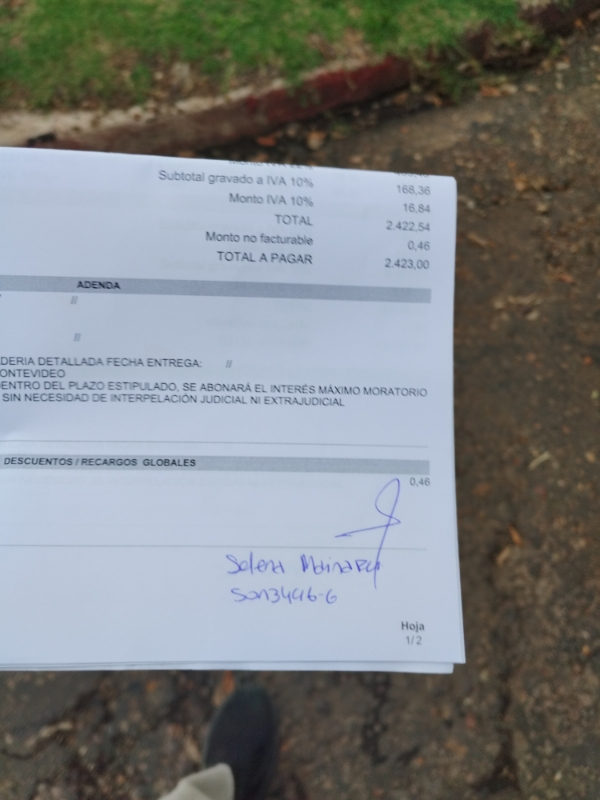 Subtotal gravado a IVA 10% 168,36
Monto IVA 10% 16,84
TOTAL 2.422,54
Monto no facturable 0,46
TOTAL A PAGAR 2.423,00
ADENDA
//
//
DERIA DETALLADA FECHA ENTREGA: //
ONTEVIDEO
ENTRO DEL PLAZO ESTIPULADO, SE ABONARÁ EL INTERÉS MÁXIMO MORATORIO
SIN NECESIDAD DE INTERPELACIÓN JUDICIAL NI EXTRAJUDICIAL
DESCUENTOS / RECARGOS GLOBALES
0,46
Selena
Hoja
1/2